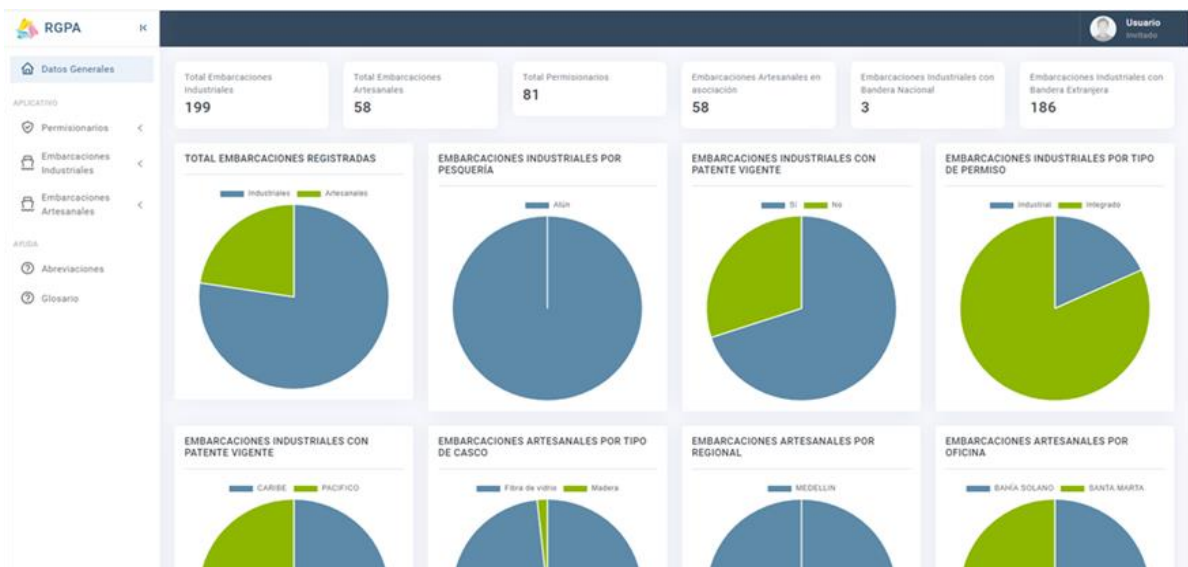 RGPA
Usuario
Invitado
Datos Generales
APLICATIVO
Permisionarios
Embarcaciones
Industriales
Embarcaciones
Artesanales
AYUDA
Abreviaciones
Glosario
Total Embarcaciones
Industriales
199
Total Embarcaciones
Artesanales
58
Total Permisionarios
81
Embarcaciones Artesanales en
asociación
58
Embarcaciones Industriales con
Bandera Nacional
3
Embarcaciones Industriales con
Bandera Extranjera
186
TOTAL EMBARCACIONES REGISTRADAS
Industriales Artesanales
EMBARCACIONES INDUSTRIALES POR
PESQUERÍA
Atún
EMBARCACIONES INDUSTRIALES CON
PATENTE VIGENTE
Si No
EMBARCACIONES INDUSTRIALES POR TIPO
DE PERMISO
Industrial Integrado
EMBARCACIONES INDUSTRIALES CON
PATENTE VIGENTE
CARIBE PACIFICO
EMBARCACIONES ARTESANALES POR TIPO
DE CASCO
Fibra de vidrio Madera
EMBARCACIONES ARTESANALES POR
REGIONAL
MEDELLIN
EMBARCACIONES ARTESANALES POR
OFICINA
BAHÍA SOLANO SANTA MARTA